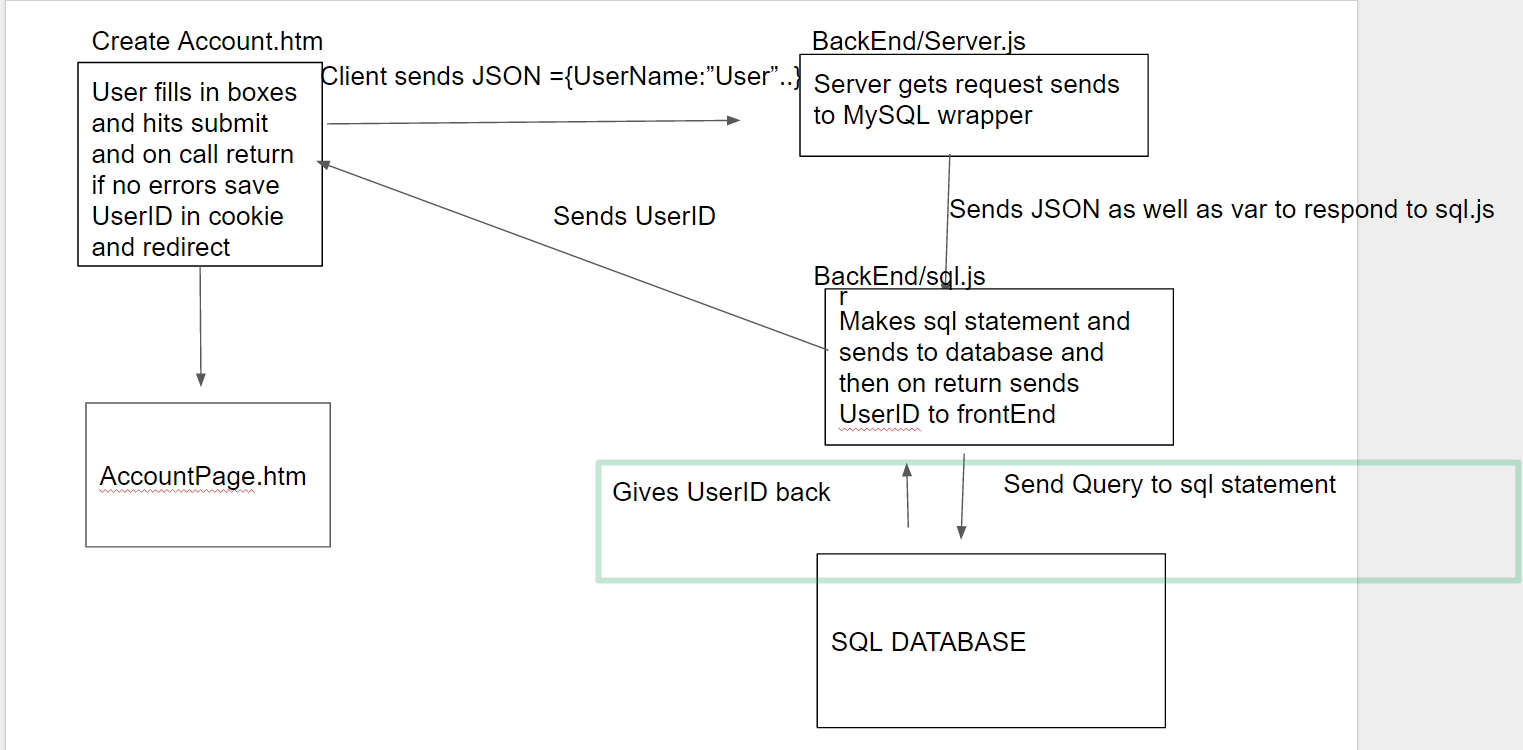 Create Account.htm
BackEnd/Server.js
Client sends JSON ={UserName:”User”..}
User fills in boxes
and hits submit
and on call return
if no errors save
UserID in cookie
and redirect
Server gets request sends
to MySQL wrapper
Sends UserID
Sends JSON as well as var to respond to sql.js
BackEnd/sql.js
r
Makes sql statement and
sends to database and
then on return sends
UserID to frontEnd
AccountPage.htm
Gives UserID back
Send Query to sql statement
SQL DATABASE